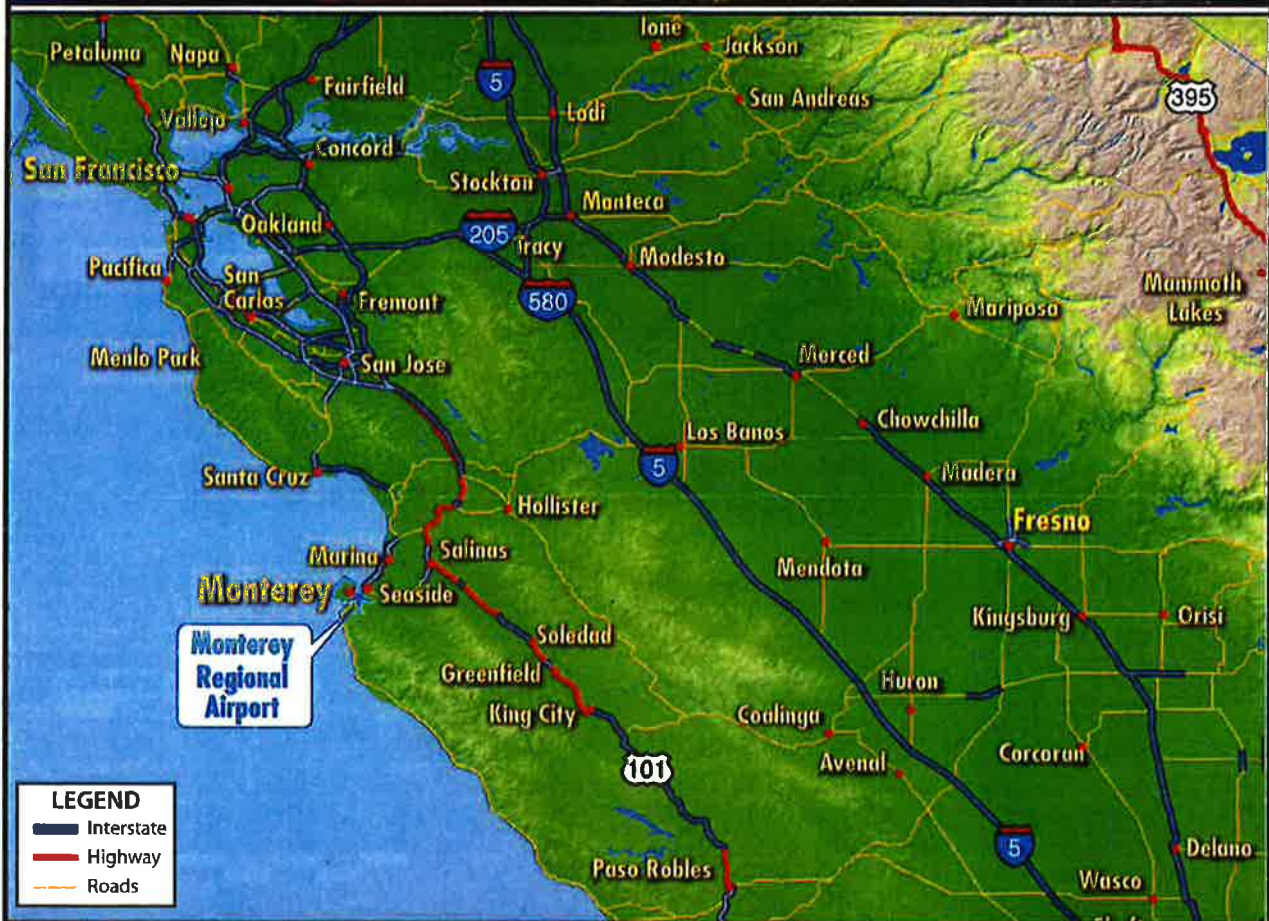 Ione
Jackson
Petaluma
Napa
Fairfield
5
395
San Andreas
Lodi
Vallejo
Concord
San Francisco
Stockton
Manteca
Oakland
205
Tracy
Modesto
Pacifica
San
Carlos
Fremont
580
Mariposa
Mammoth
Lakes
Menlo Park
San Jose
Merced
Chowchilla
Los Banos
5
Santa Cruz
Madera
Hollister
Fresno
Marina
Salinas
Mendota
Monterey
Seaside
Kingsburg
Orisi
Monterey
Regional
Airport
Soledad
Greenfield
Huron
King City
Coalinga
Corcoran
Avenal
101
LEGEND
Interstate
Highway
Roads
5
Delano
Paso Robles
Wasco